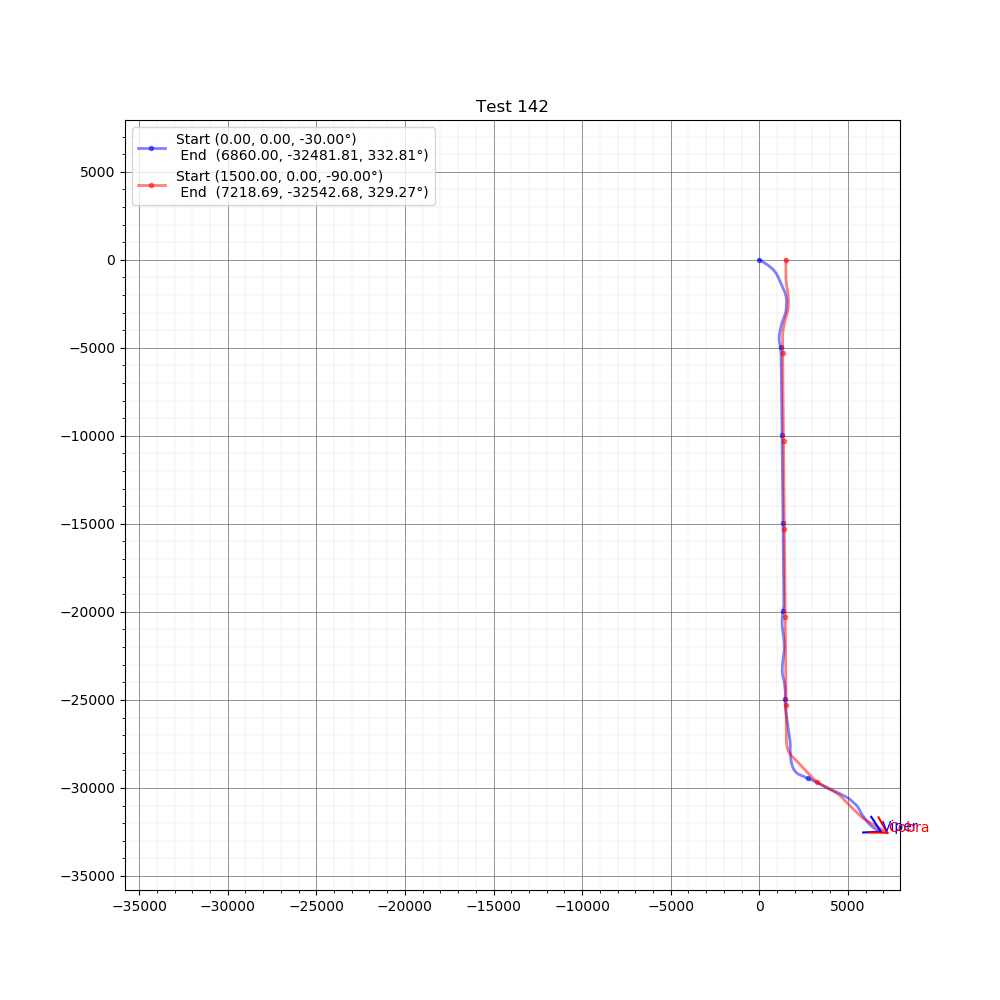 Test 142
Start (0.00, 0.00, -30.00°)
End  (6860.00, -32481.81, 332.81°)
Start (1500.00, 0.00, -90.00°)
End  (7218.69, -32542.68, 329.27°)
5000
0
−5000
−10000
−15000
−20000
−25000
−30000
−35000
Viper
Cobra
−35000 −30000 −25000 −20000 −15000 −10000 −5000 0 5000